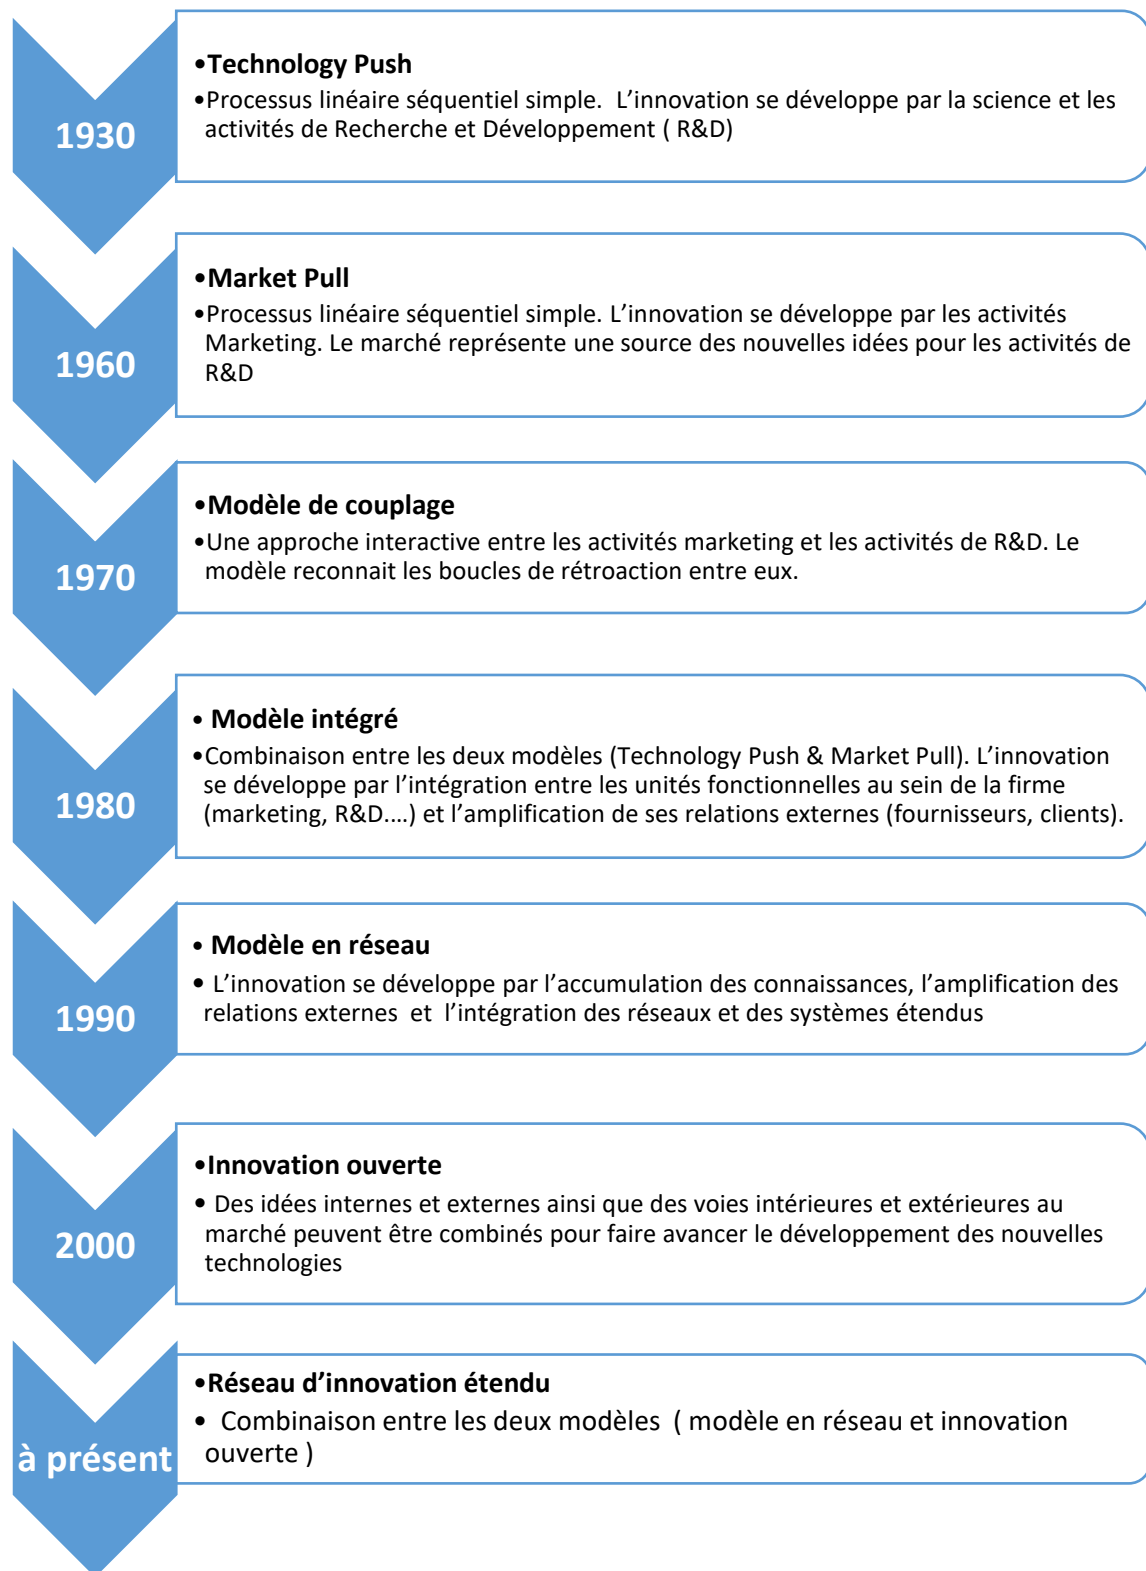 •Technology Push
•Processus linéaire séquentiel simple.  L’innovation se développe par la science et les
activités de Recherche et Développement ( R&D)
1930
•Market Pull
•Processus linéaire séquentiel simple. L’innovation se développe par les activités
Marketing. Le marché représente une source des nouvelles idées pour les activités de
R&D
1960
•Modèle de couplage
•Une approche interactive entre les activités marketing et les activités de R&D. Le
modèle reconnait les boucles de rétroaction entre eux.
1970
• Modèle intégré
•Combinaison entre les deux modèles (Technology Push & Market Pull). L’innovation
se développe par l’intégration entre les unités fonctionnelles au sein de la firme
(marketing, R&D....) et l’amplification de ses relations externes (fournisseurs, clients).
1980
• Modèle en réseau
• L’innovation se développe par l’accumulation des connaissances, l’amplification des
relations externes  et  l’intégration des réseaux et des systèmes étendus
1990
•Innovation ouverte
• Des idées internes et externes ainsi que des voies intérieures et extérieures au
marché peuvent être combinés pour faire avancer le développement des nouvelles
technologies
2000
•Réseau d’innovation étendu
• Combinaison entre les deux modèles  ( modèle en réseau et innovation
ouverte )
à présent